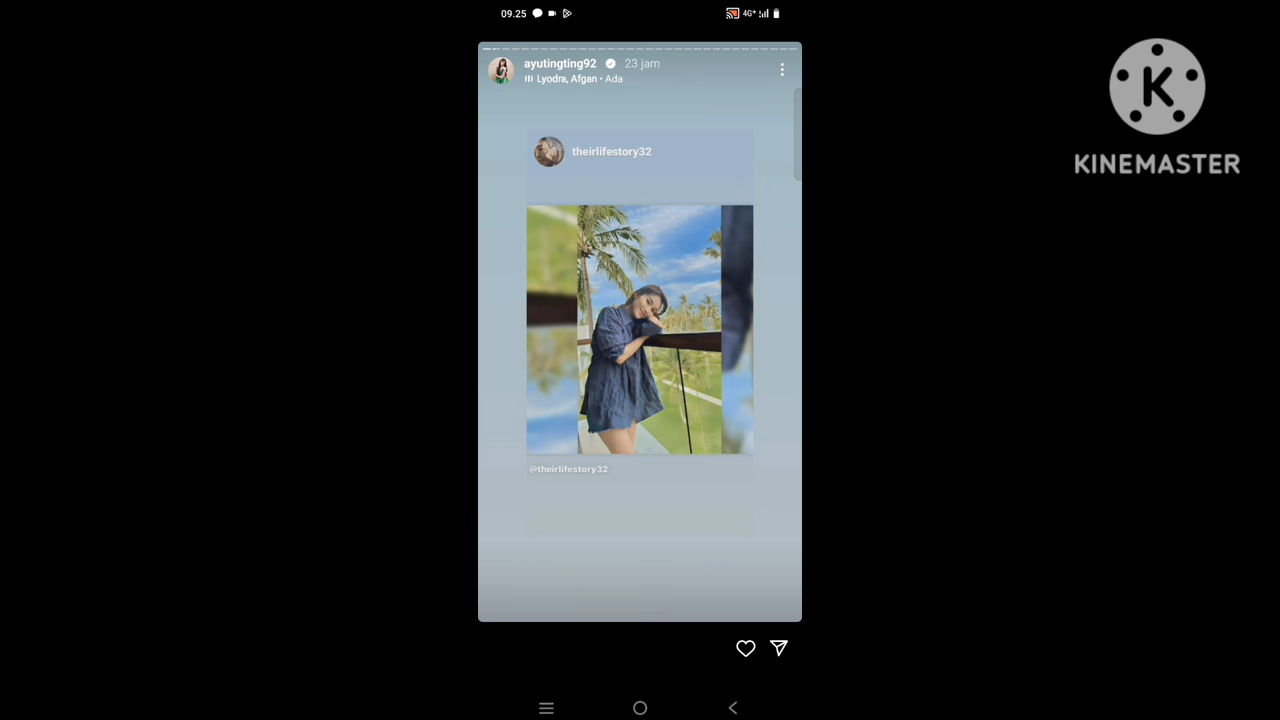 09.25
4G+
ayutingting92 23 jam
Lyodra, Afgan • Ada
theirlifestory32
@theirlifestory32
K
KINEMASTER